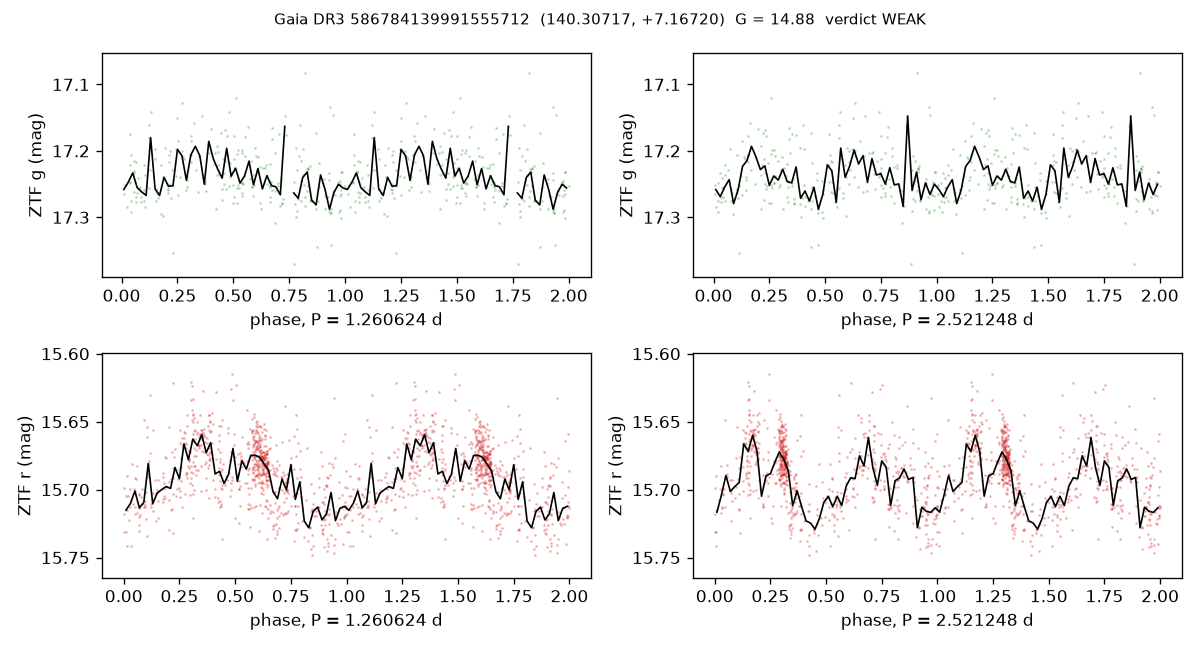 Gaia DR3 586784139991555712 (140.30717, +7.16720) G = 14.88 verdict WEAK
ZTF g (mag)
17.1
17.2
17.3
0.00 0.25 0.50 0.75 1.00 1.25 1.50 1.75 2.00
phase, P = 1.260624 d
ZTF g (mag)
17.1
17.2
17.3
0.00 0.25 0.50 0.75 1.00 1.25 1.50 1.75 2.00
phase, P = 2.521248 d
ZTF r (mag)
15.60
15.65
15.70
15.75
0.00 0.25 0.50 0.75 1.00 1.25 1.50 1.75 2.00
phase, P = 1.260624 d
ZTF r (mag)
15.60
15.65
15.70
15.75
0.00 0.25 0.50 0.75 1.00 1.25 1.50 1.75 2.00
phase, P = 2.521248 d